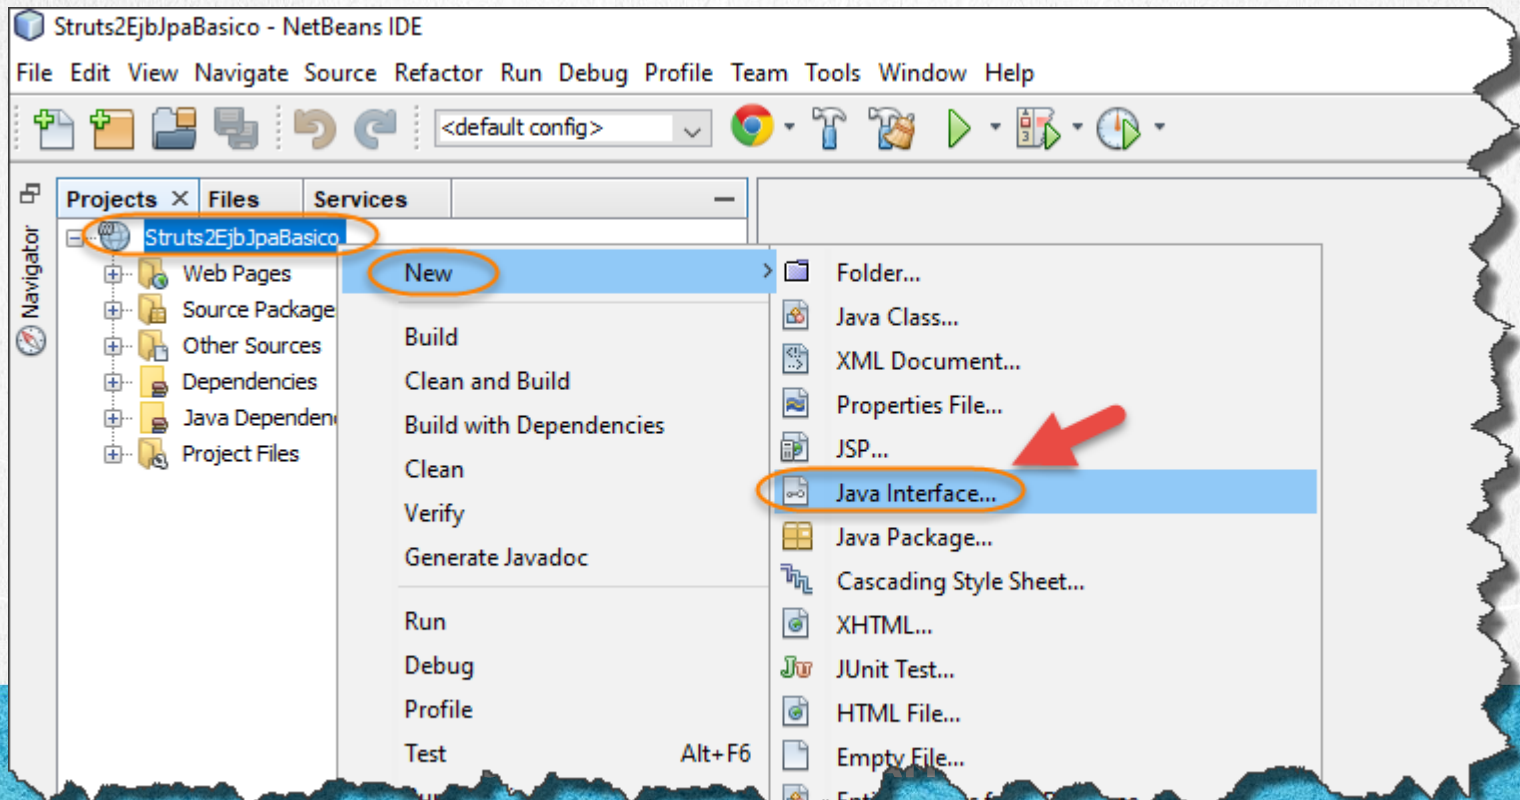 Struts2EjbJpaBasico - NetBeans IDE
File Edit View Navigate Source Refactor Run Debug Profile Team Tools Window Help
<default config>
Projects Files Services
Navigator
Struts2EjbJpaBasico
Web Pages
Source Package
Other Sources
Dependencies
Java Dependen
Project Files
New
Build
Clean and Build
Build with Dependencies
Clean
Verify
Generate Javadoc
Run
Debug
Profile
Test Alt+F6
Folder...
Java Class...
XML Document...
Properties File...
JSP...
Java Interface...
Java Package...
Cascading Style Sheet...
XHTML...
JUnit Test...
HTML File...
Empty File...